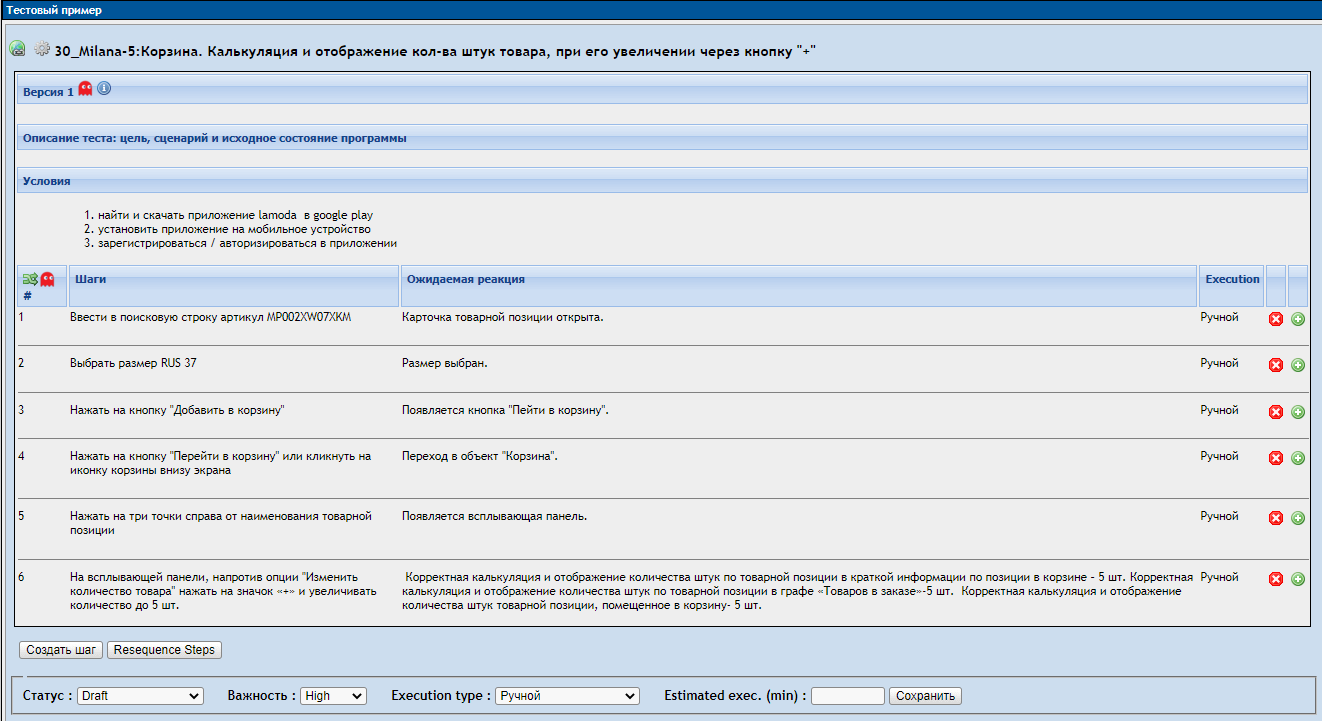 Тестовый пример
30_Milana-5:Корзина. Калькуляция и отображение кол-ва штук товара, при его увеличении через кнопку "+"
Версия 1
Описание теста: цель, сценарий и исходное состояние программы
Условия
1. найти и скачать приложение lamoda в google play
2. установить приложение на мобильное устройство
3. зарегистрироваться / авторизироваться в приложении
# Шаги Ожидаемая реакция Execution
1 Ввести в поисковую строку артикул MP002XW07XKM Карточка товарной позиции открыта. Ручной
2 Выбрать размер RUS 37 Размер выбран. Ручной
3 Нажать на кнопку "Добавить в корзину" Появляется кнопка "Пейти в корзину". Ручной
4 Нажать на кнопку "Перейти в корзину" или кликнуть на Переход в объект "Корзина". Ручной
иконку корзины внизу экрана
5 Нажать на три точки справа от наименования товарной Появляется всплывающая панель. Ручной
позиции
6 На всплывающей панели, напротив опции "Изменить Корректная калькуляция и отображение количества штук по товарной позиции в краткой информации по позиции в корзине - 5 шт. Корректная Ручной
количество товара" нажать на значок «+» и увеличивать калькуляция и отображение количества штук по товарной позиции в графе «Товаров в заказе»-5 шт. Корректная калькуляция и отображение
количество до 5 шт. количества штук товарной позиции, помещенное в корзину- 5 шт.
Создать шаг Resequence Steps
Статус : Draft Важность : High Execution type : Ручной Estimated exec. (min) : Сохранить